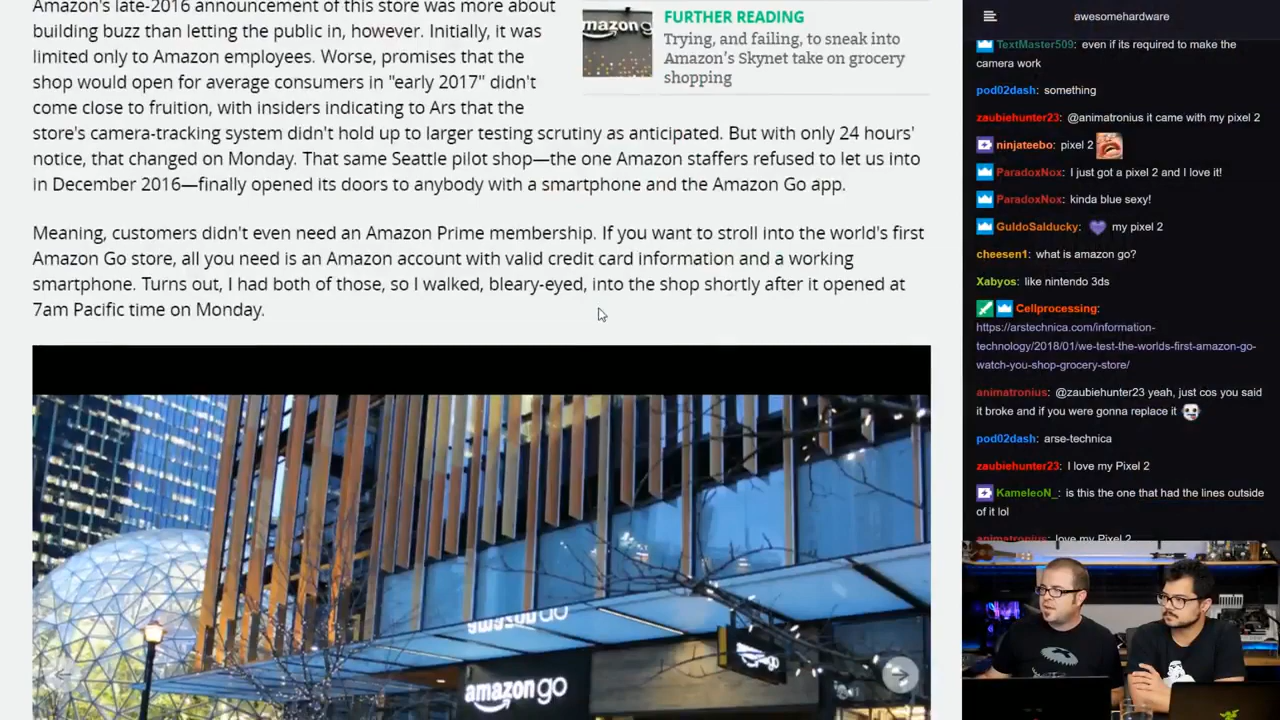 Amazon's late-2016 announcement of this store was more about
building buzz than letting the public in, however. Initially, it was
limited only to Amazon employees. Worse, promises that the
shop would open for average consumers in "early 2017" didn't
come close to fruition, with insiders indicating to Ars that the
store's camera-tracking system didn't hold up to larger testing scrutiny as anticipated. But with only 24 hours'
notice, that changed on Monday. That same Seattle pilot shop—the one Amazon staffers refused to let us into
in December 2016—finally opened its doors to anybody with a smartphone and the Amazon Go app.
amazon
FURTHER READING
Trying, and failing, to sneak into
Amazon's Skynet take on grocery
shopping
Meaning, customers didn't even need an Amazon Prime membership. If you want to stroll into the world's first
Amazon Go store, all you need is an Amazon account with valid credit card information and a working
smartphone. Turns out, I had both of those, so I walked, bleary-eyed, into the shop shortly after it opened at
7am Pacific time on Monday.
amazon go
amazon go
awesomehardware
TextMaster509: even if its required to make the
camera work
pod02dash: something
zaubiehunter23: @animatronius it came with my pixel 2
ninjateebo: pixel 2
ParadoxNox: I just got a pixel 2 and I love it!
ParadoxNox: kinda blue sexy!
GuldoSalducky: my pixel 2
cheesen1: what is amazon go?
Xabyos: like nintendo 3ds
Cellprocessing:
https://arstechnica.com/information-
technology/2018/01/we-test-the-worlds-first-amazon-go-
watch-you-shop-grocery-store/
animatronius: @zaubiehunter23 yeah, just cos you said
it broke and if you were gonna replace it
pod02dash: arse-technica
zaubiehunter23: I love my Pixel 2
KameleoN_: is this the one that had the lines outside
of it lol
animatronius: love my Pixel 2